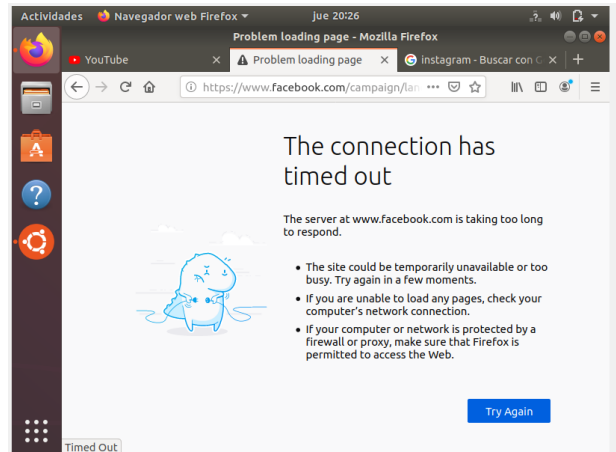 Actividades Navegador web Firefox jue 20:26
Problem loading page - Mozilla Firefox
YouTube Problem loading page instagram - Buscar con G
https://www.facebook.com/campaign/lan
The connection has
timed out
The server at www.facebook.com is taking too long
to respond.
• The site could be temporarily unavailable or too
busy. Try again in a few moments.
• If you are unable to load any pages, check your
computer's network connection.
• If your computer or network is protected by a
firewall or proxy, make sure that Firefox is
permitted to access the Web.
Try Again
Timed Out